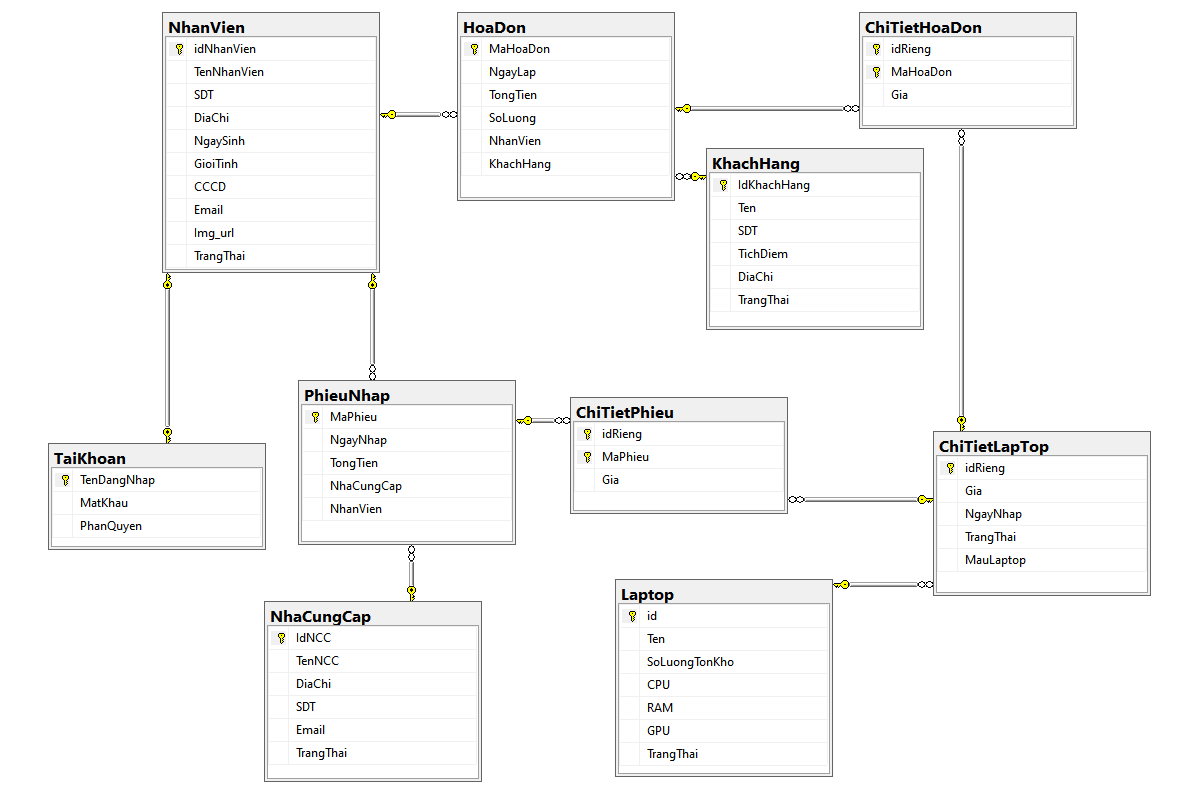 NhanVien
idNhanVien
TenNhanVien
SDT
DiaChi
NgaySinh
GioiTinh
CCCD
Email
Img_url
TrangThai
HoaDon
MaHoaDon
NgayLap
TongTien
SoLuong
NhanVien
KhachHang
ChiTietHoaDon
idRieng
MaHoaDon
Gia
KhachHang
IdKhachHang
Ten
SDT
TichDiem
DiaChi
TrangThai
PhieuNhap
MaPhieu
NgayNhap
TongTien
NhaCungCap
NhanVien
ChiTietPhieu
idRieng
MaPhieu
Gia
TaiKhoan
TenDangNhap
MatKhau
PhanQuyen
ChiTietLapTop
idRieng
Gia
NgayNhap
TrangThai
MauLaptop
NhaCungCap
IdNCC
TenNCC
DiaChi
SDT
Email
TrangThai
Laptop
id
Ten
SoLuongTonKho
CPU
RAM
GPU
TrangThai